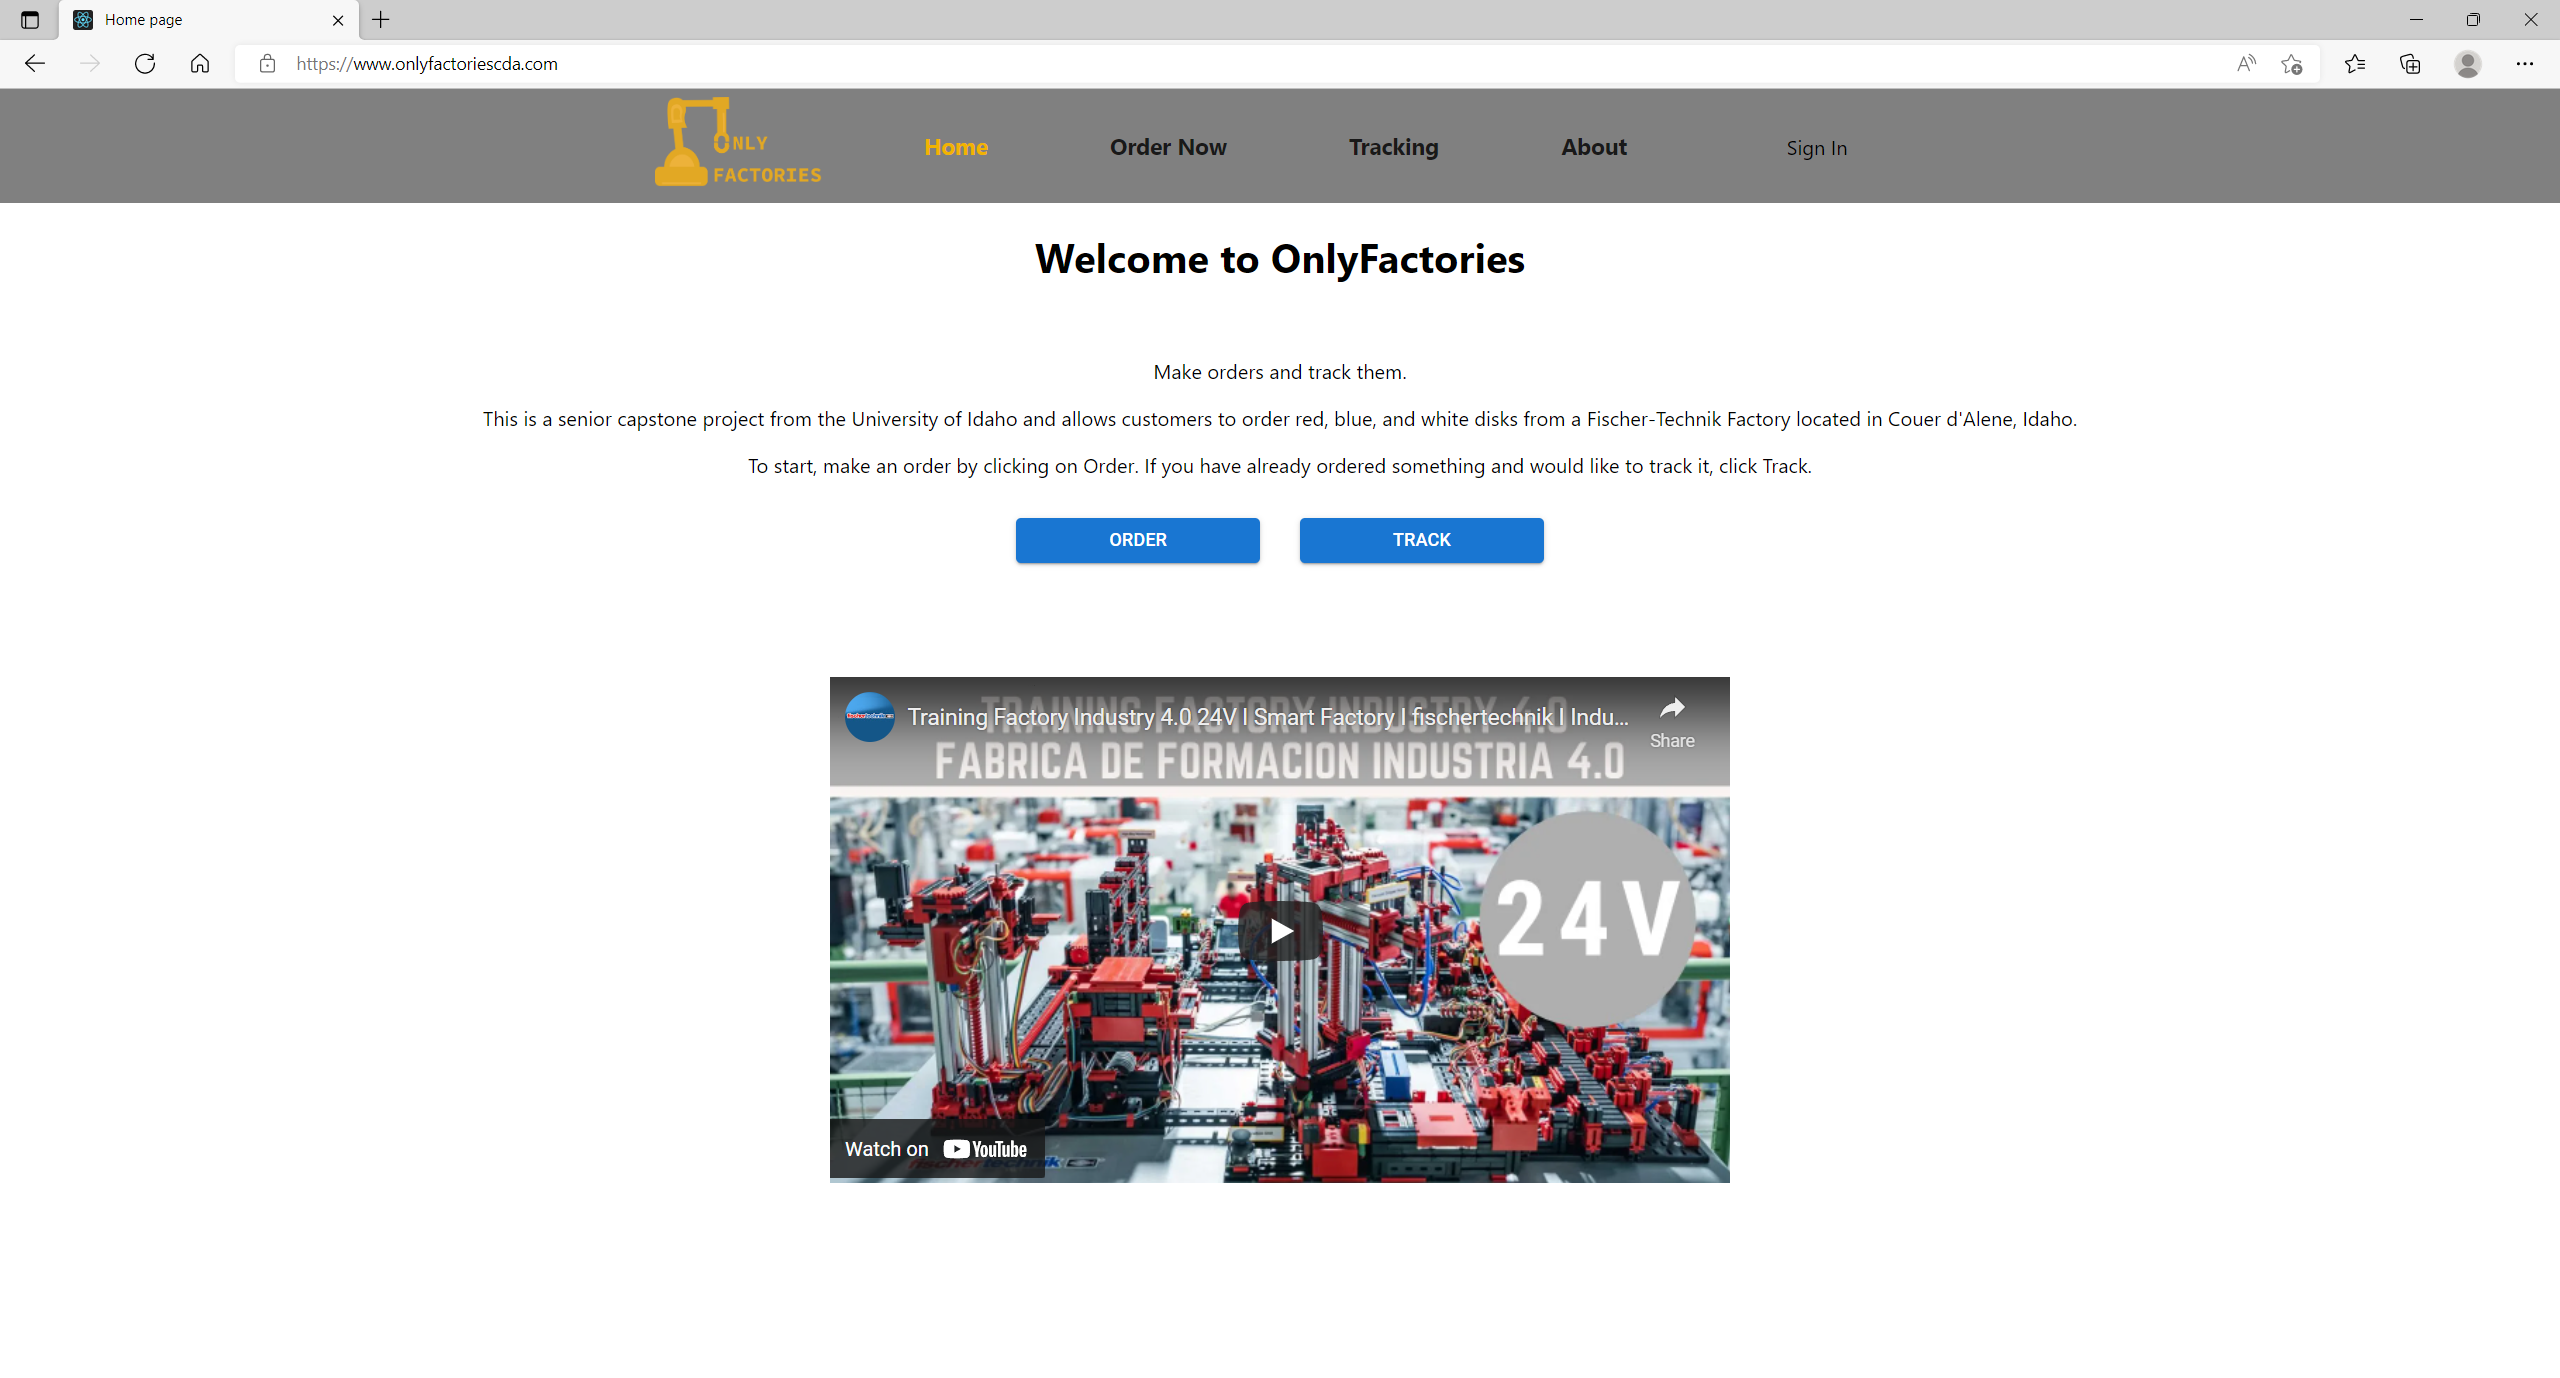 Home page
https://www.onlyfactoriescda.com
ONLY
FACTORIES
Home
Order Now
Tracking
About
Sign In
Welcome to OnlyFactories
Make orders and track them.
This is a senior capstone project from the University of Idaho and allows customers to order red, blue, and white disks from a Fischer-Technik Factory located in Couer d'Alene, Idaho.
To start, make an order by clicking on Order. If you have already ordered something and would like to track it, click Track.
ORDER
TRACK
TRAINING FACTORY INDUSTRY 4.0
Training Factory Industry 4.0 24V I Smart Factory I fischertechnik I Indu...
Share
FABRICA DE FORMACION INDUSTRIA 4.0
24V
Watch on YouTube
fischertechnik